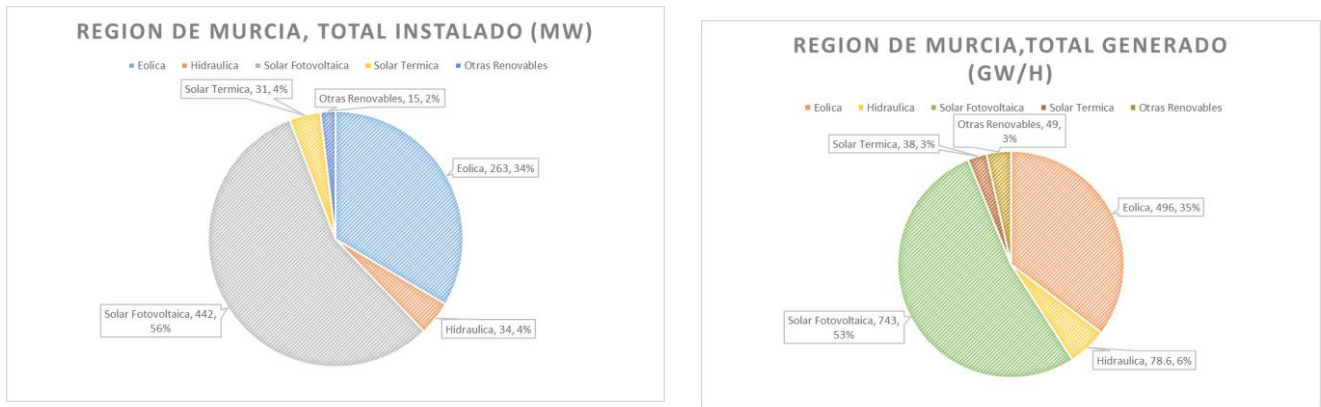 REGION DE MURCIA, TOTAL INSTALADO (MW)
Eolica Hidraulica Solar Fotovoltaica Solar Termica Otras Renovables
Solar Termica, 31, 4%
Otras Renovables, 15, 2%
Eolica, 263, 34%
Solar Fotovoltaica, 442,
56%
Hidraulica, 34, 4%
REGION DE MURCIA,TOTAL GENERADO
(GW/H)
Eolica Hidraulica Solar Fotovoltaica Solar Termica Otras Renovables
Otras Renovables, 49,
3%
Solar Termica, 38, 3%
Eolica, 496, 35%
Solar Fotovoltaica, 743,
53%
Hidraulica, 78.6, 6%